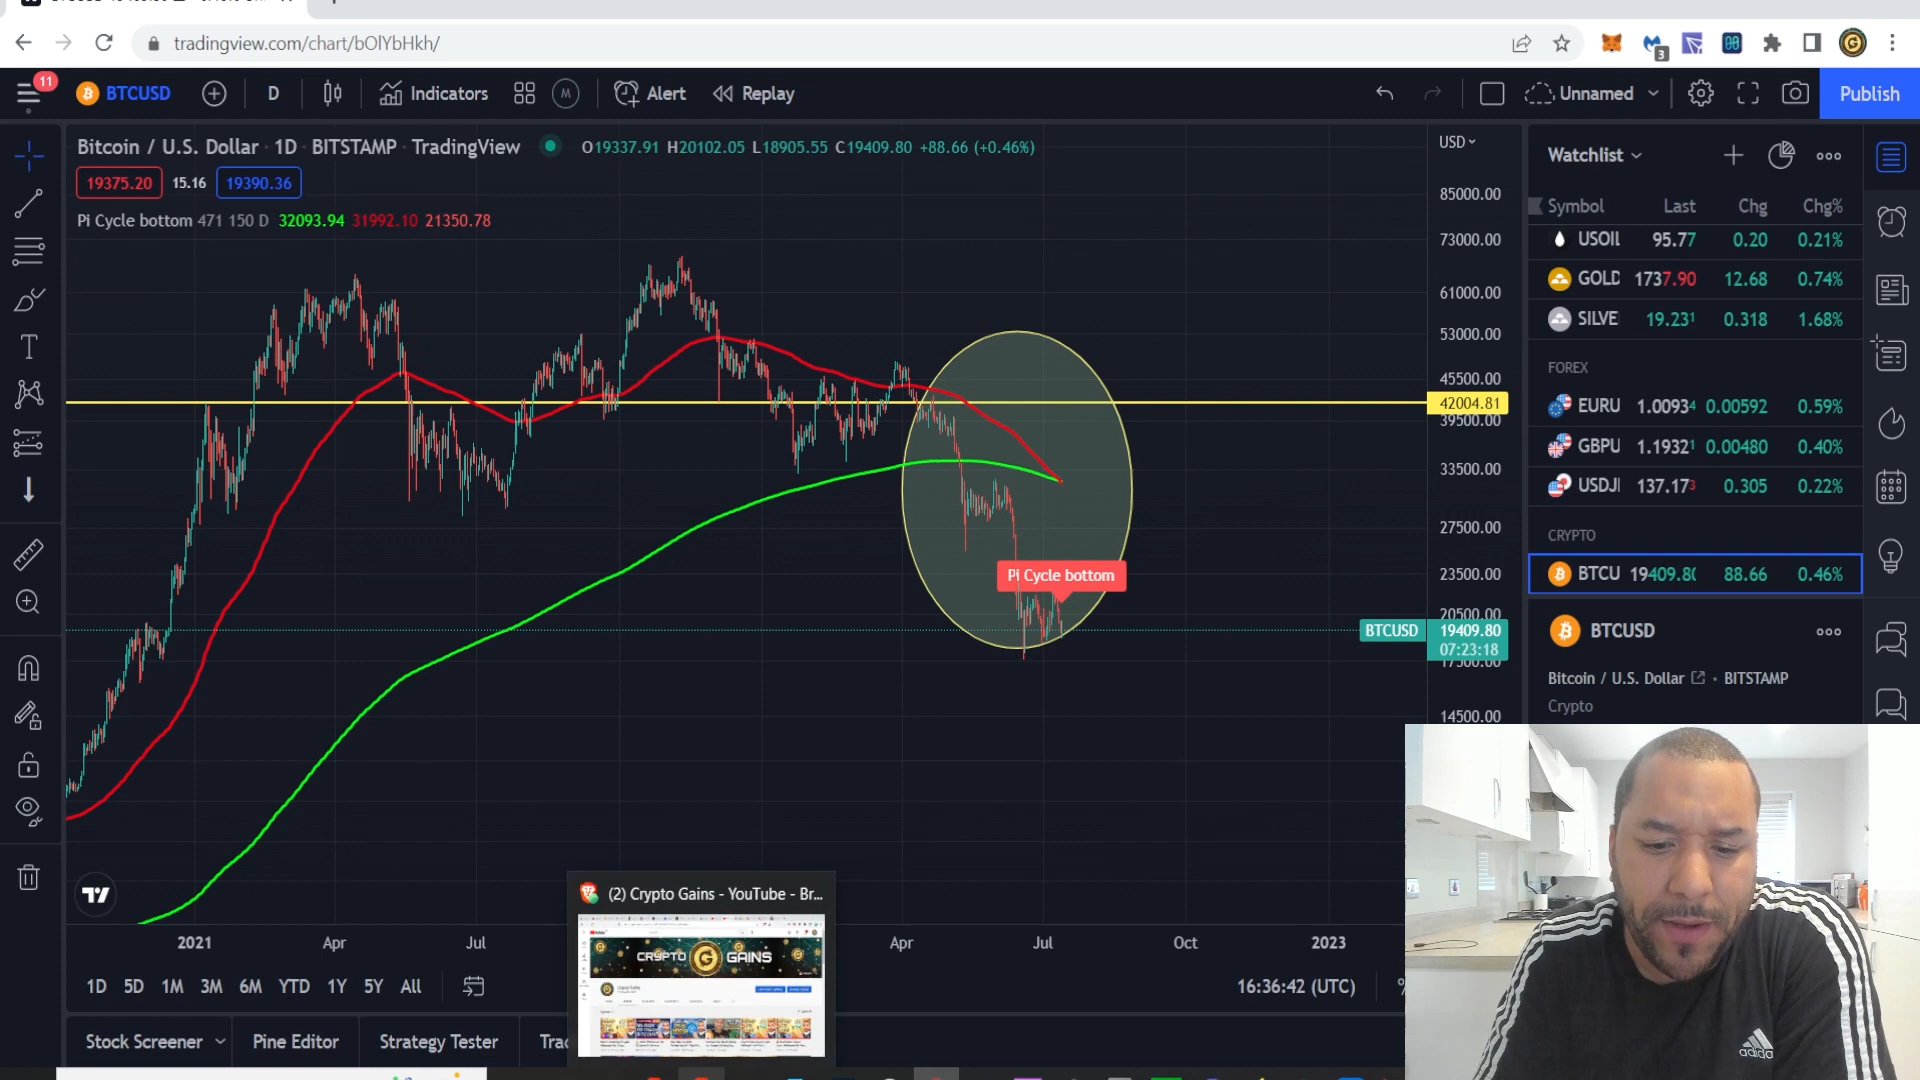 tradingview.com/chart/bOlYbHkh/
3
11
BTCUSD
D
Indicators
M
Alert
Replay
Unnamed
Publish
Bitcoin / U.S. Dollar · 1D · BITSTAMP · TradingView
O19337.91 H20102.05 L18905.55 C19409.80 +88.66 (+0.46%)
19375.20 15.16 19390.36
Pi Cycle bottom 471 150 D 32093.94 31992.10 21350.78
USD
85000.00
73000.00
61000.00
53000.00
45500.00
42004.81
39500.00
33500.00
27500.00
23500.00
20500.00
BTCUSD 19409.80
07:23:18
17500.00
14500.00
Pi Cycle bottom
Watchlist
Symbol Last Chg Chg%
USOIL 95.77 0.20 0.21%
GOLD 1737.90 12.68 0.74%
SILVE 19.231 0.318 1.68%
FOREX
EURU 1.00934 0.00592 0.59%
GBPU 1.19321 0.00480 0.40%
USDJ 137.173 0.305 0.22%
CRYPTO
BTCU 19409.80 88.66 0.46%
BTCUSD
Bitcoin / U.S. Dollar · BITSTAMP
Crypto
(2) Crypto Gains - YouTube - Br...
CRYPTO GAINS
2021 Apr Jul Apr Jul Oct 2023
1D 5D 1M 3M 6M YTD 1Y 5Y All
16:36:42 (UTC)
%
Stock Screener
Pine Editor
Strategy Tester
Trac
adidas